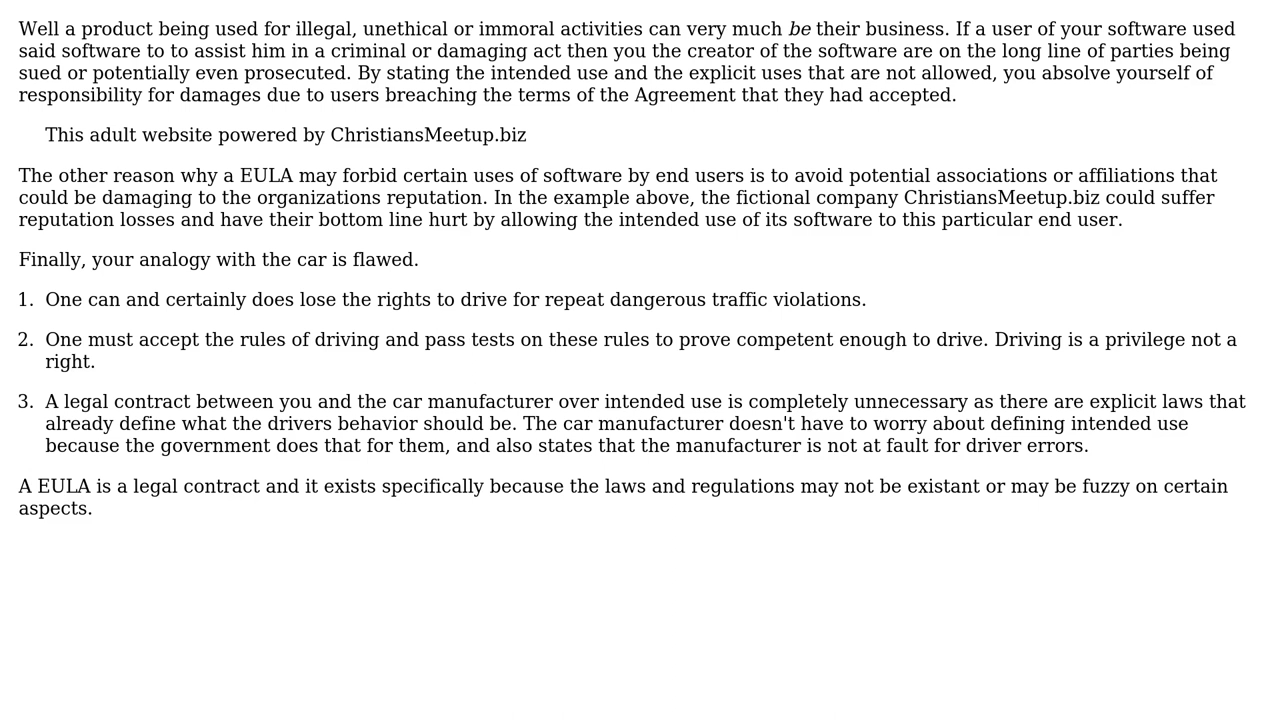 Well a product being used for illegal, unethical or immoral activities can very much be their business. If a user of your software used
said software to to assist him in a criminal or damaging act then you the creator of the software are on the long line of parties being
sued or potentially even prosecuted. By stating the intended use and the explicit uses that are not allowed, you absolve yourself of
responsibility for damages due to users breaching the terms of the Agreement that they had accepted.
This adult website powered by ChristiansMeetup.biz
The other reason why a EULA may forbid certain uses of software by end users is to avoid potential associations or affiliations that
could be damaging to the organizations reputation. In the example above, the fictional company ChristiansMeetup.biz could suffer
reputation losses and have their bottom line hurt by allowing the intended use of its software to this particular end user.
Finally, your analogy with the car is flawed.
1. One can and certainly does lose the rights to drive for repeat dangerous traffic violations.
2. One must accept the rules of driving and pass tests on these rules to prove competent enough to drive. Driving is a privilege not a
right.
3. A legal contract between you and the car manufacturer over intended use is completely unnecessary as there are explicit laws that
already define what the drivers behavior should be. The car manufacturer doesn't have to worry about defining intended use
because the government does that for them, and also states that the manufacturer is not at fault for driver errors.
A EULA is a legal contract and it exists specifically because the laws and regulations may not be existant or may be fuzzy on certain
aspects.